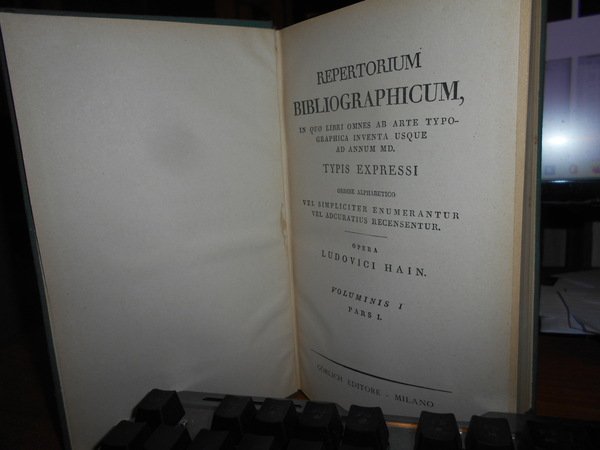 REPERTORIUM
BIBLIOGRAPHICUM,
IN QUO LIBRI OMNES AB ARTE TYPO-
GRAPHICA INVENTA USQUE
AD ANNUM MD.
TYPIS EXPRESSI
ORDINE ALPHABETICO
VEL SIMPLICITER ENUMERANTUR
VEL ADCURATIUS RECENSENTUR.
OPERA
LUDOVICI HAIN.
VOLUMINIS I
PARS I.
GÖRLICH EDITORE - MILANO